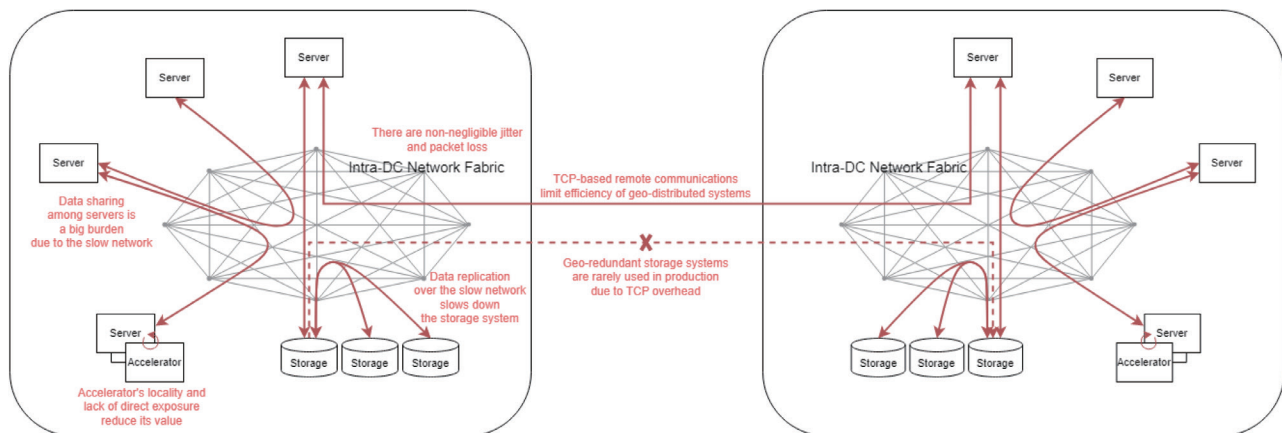 Server
Server
Server
There are non-negligible jitter
and packet loss
Intra-DC Network Fabric
Data sharing
among servers is
a big burden
due to the slow network
Data replication
over the slow network
slows down
the storage system
Server
Accelerator
Accelerator's locality and
lack of direct exposure
reduce its value
Storage
Storage
Storage
TCP-based remote communications
limit efficiency of geo-distributed systems
X
Geo-redundant storage systems
are rarely used in production
due to TCP overhead
Server
Server
Server
Intra-DC Network Fabric
Storage
Storage
Storage
Server
Accelerator